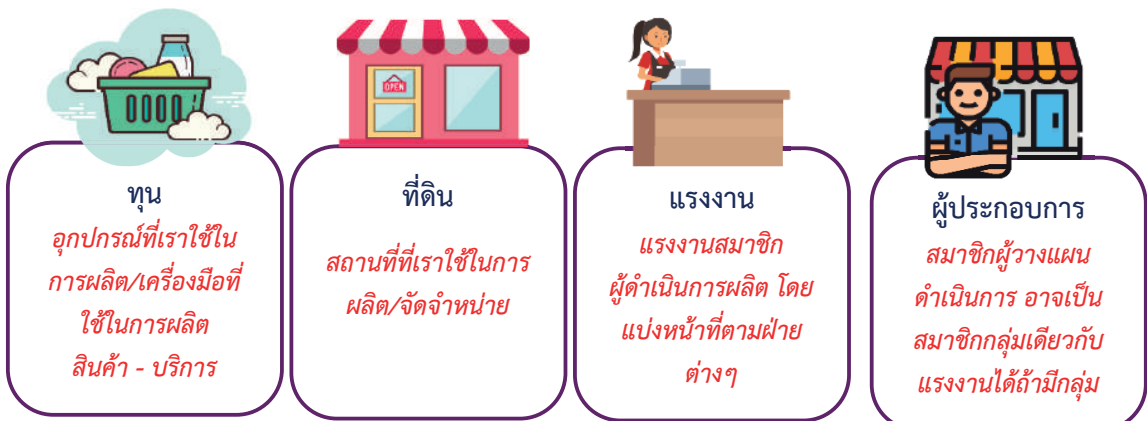 OPEN
ทุน
อุกปกรณ์ที่เราใช้ใน
การผลิต/เครื่องมือที่
ใช้ในการผลิต
สินค้า - บริการ
ที่ดิน
สถานที่ที่เราใช้ในการ
ผลิต/จัดจำหน่าย
แรงงาน
แรงงานสมาชิก
ผู้ดำเนินการผลิต โดย
แบ่งหน้าที่ตามฝ่าย
ต่างๆ
ผู้ประกอบการ
สมาชิกผู้วางแผน
ดำเนินการ อาจเป็น
สมาชิกกลุ่มเดียวกับ
แรงงานได้ถ้ามีกลุ่ม